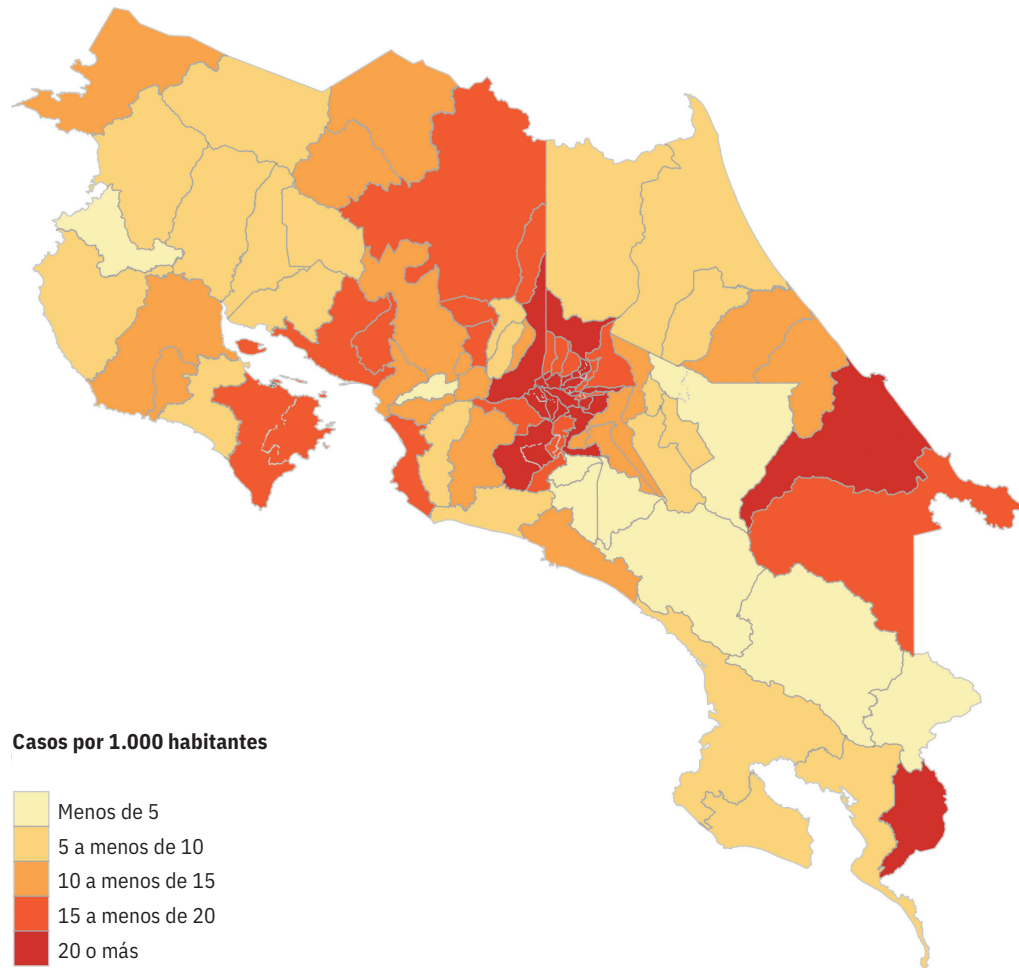 Casos por 1.000 habitantes
Menos de 5
5 a menos de 10
10 a menos de 15
15 a menos de 20
20 o más